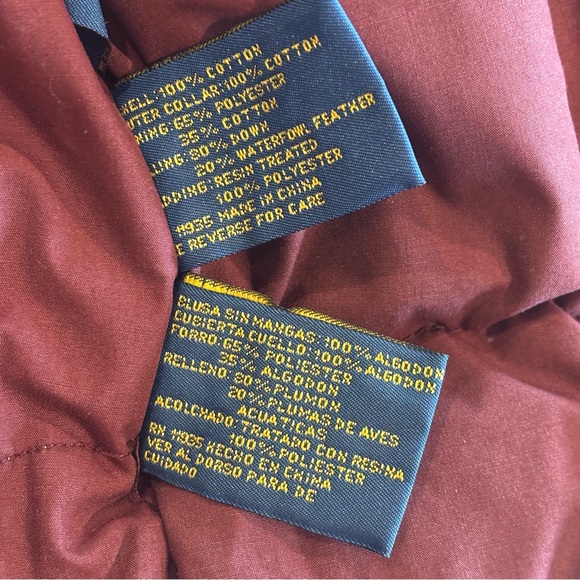 ELL:100% COTTON
UTER COLLAR:100% COTTON
ING:65% POLYESTER
35% COTTON
LING:80% DOWN
20% WATERFOWL FEATHER
DDING:RESIN TREATED
100% POLYESTER
11935 MADE IN CHINA
E REVERSE FOR CARE
BLUSA SIN MANGAS:100% ALGODON
CUBIERTA CUELLO:100% ALGODON
FORRO:65% POLIESTER
35% ALGODON
RELLENO:80% PLUMON
20% PLUMAS DE AVES
ACUATICAS
ACOLCHADO:TRATADO CON RESINA
100% POLIESTER
RN 11935 HECHO EN CHINA
VER AL DORSO PARA DE
CUIDADO